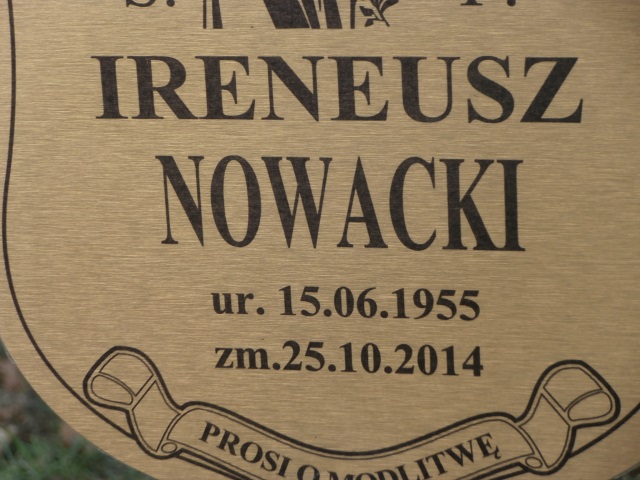 Ś. P.
IRENEUSZ
NOWACKI
ur. 15.06.1955
zm.25.10.2014
PROSI O MODLITWĘ